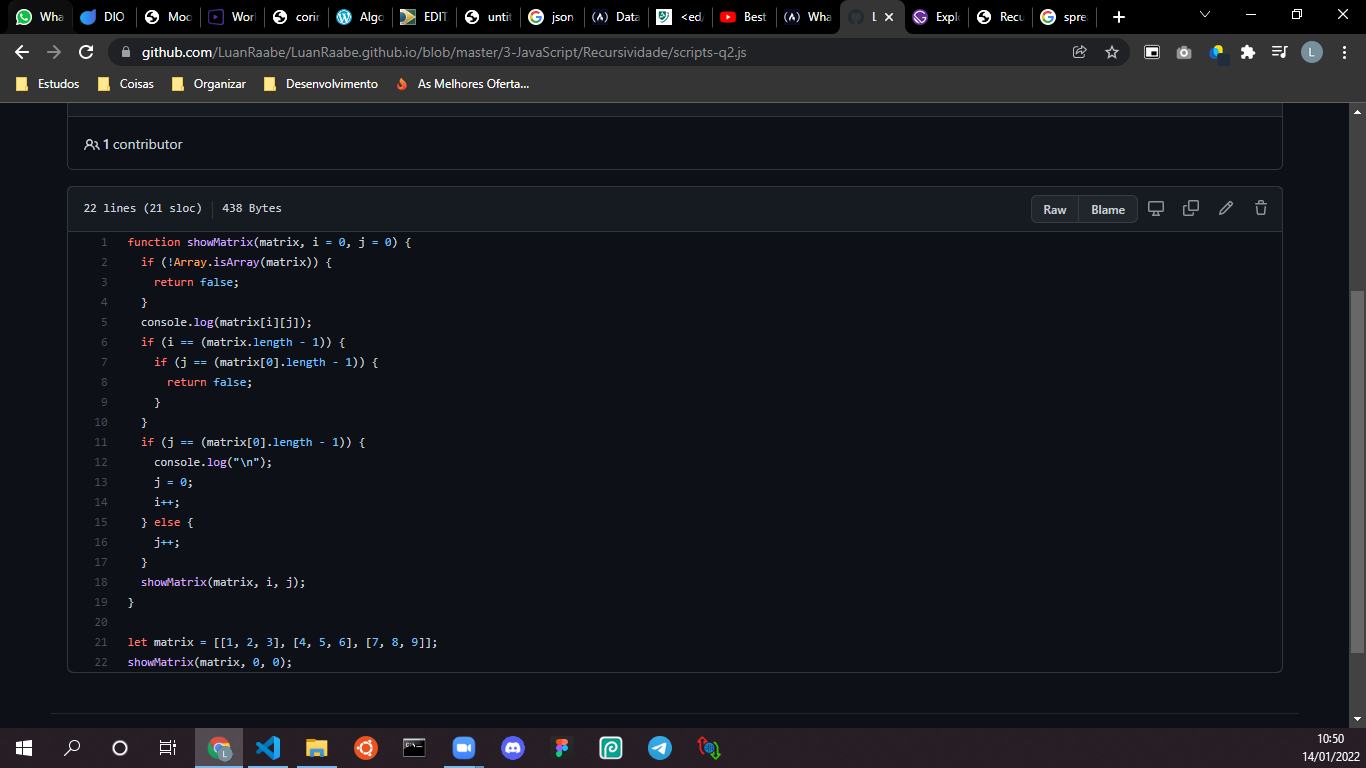 Wha DIO Moo Worl corin Algo EDIT untit json Data <ed/ Best Wha L Explo Recu sprea
github.com/LuanRaabe/LuanRaabe.github.io/blob/master/3-JavaScript/Recursividade/scripts-q2.js L
Estudos Coisas Organizar Desenvolvimento As Melhores Oferta...
1 contributor
22 lines (21 sloc) 438 Bytes Raw Blame
1 function showMatrix(matrix, i = 0, j = 0) {
2 if (!Array.isArray(matrix)) {
3 return false;
4 }
5 console.log(matrix[i][j]);
6 if (i == (matrix.length - 1)) {
7 if (j == (matrix[0].length - 1)) {
8 return false;
9 }
10 }
11 if (j == (matrix[0].length - 1)) {
12 console.log("\n");
13 j = 0;
14 i++;
15 } else {
16 j++;
17 }
18 showMatrix(matrix, i, j);
19 }
20
21 let matrix = [[1, 2, 3], [4, 5, 6], [7, 8, 9]];
22 showMatrix(matrix, 0, 0);
10:50
14/01/2022